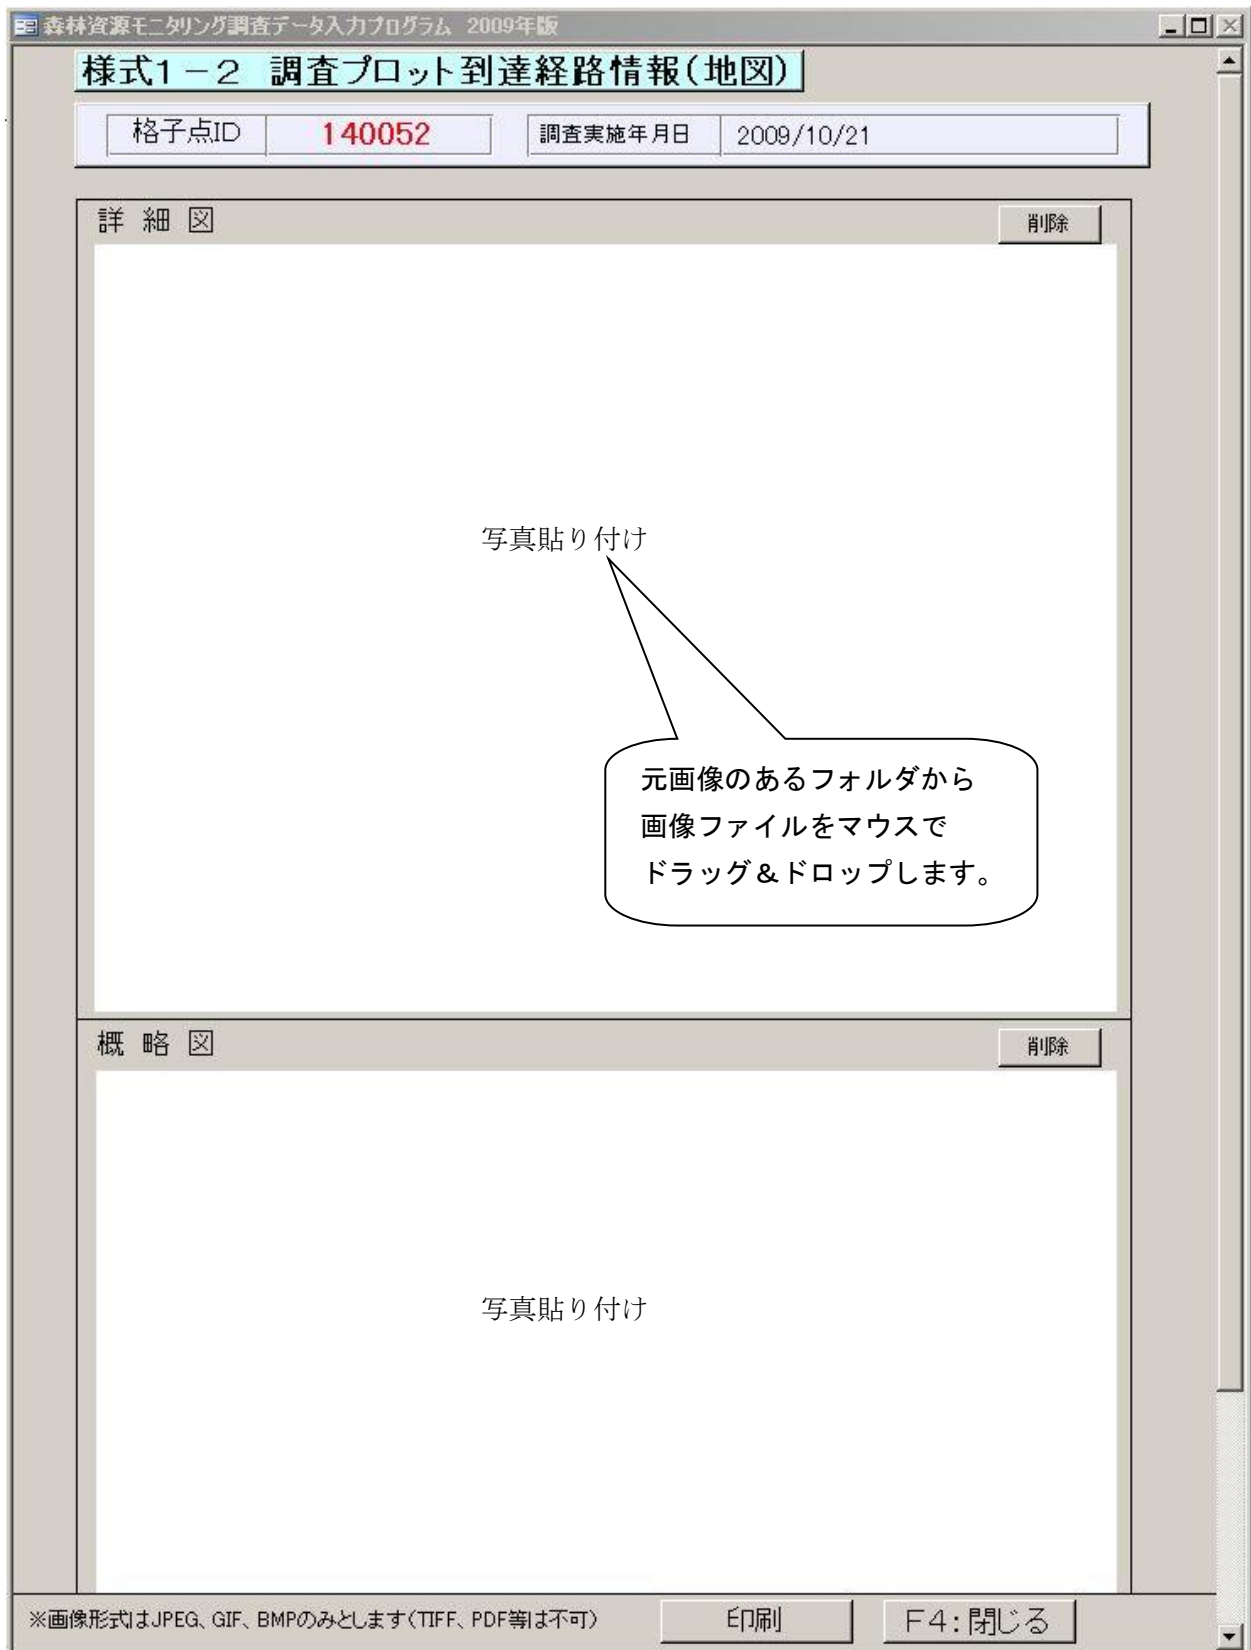 森林資源モニタリング調査データ入力プログラム 2009年版
様式1-2 調査プロット到達経路情報(地図)
格子点ID 140052 調査実施年月日 2009/10/21
詳 細 図 削除
写真貼り付け
元画像のあるフォルダから
画像ファイルをマウスで
ドラッグ&ドロップします。
概 略 図 削除
写真貼り付け
※画像形式はJPEG、GIF、BMPのみとします(TIFF、PDF等は不可) 印刷 F4:閉じる